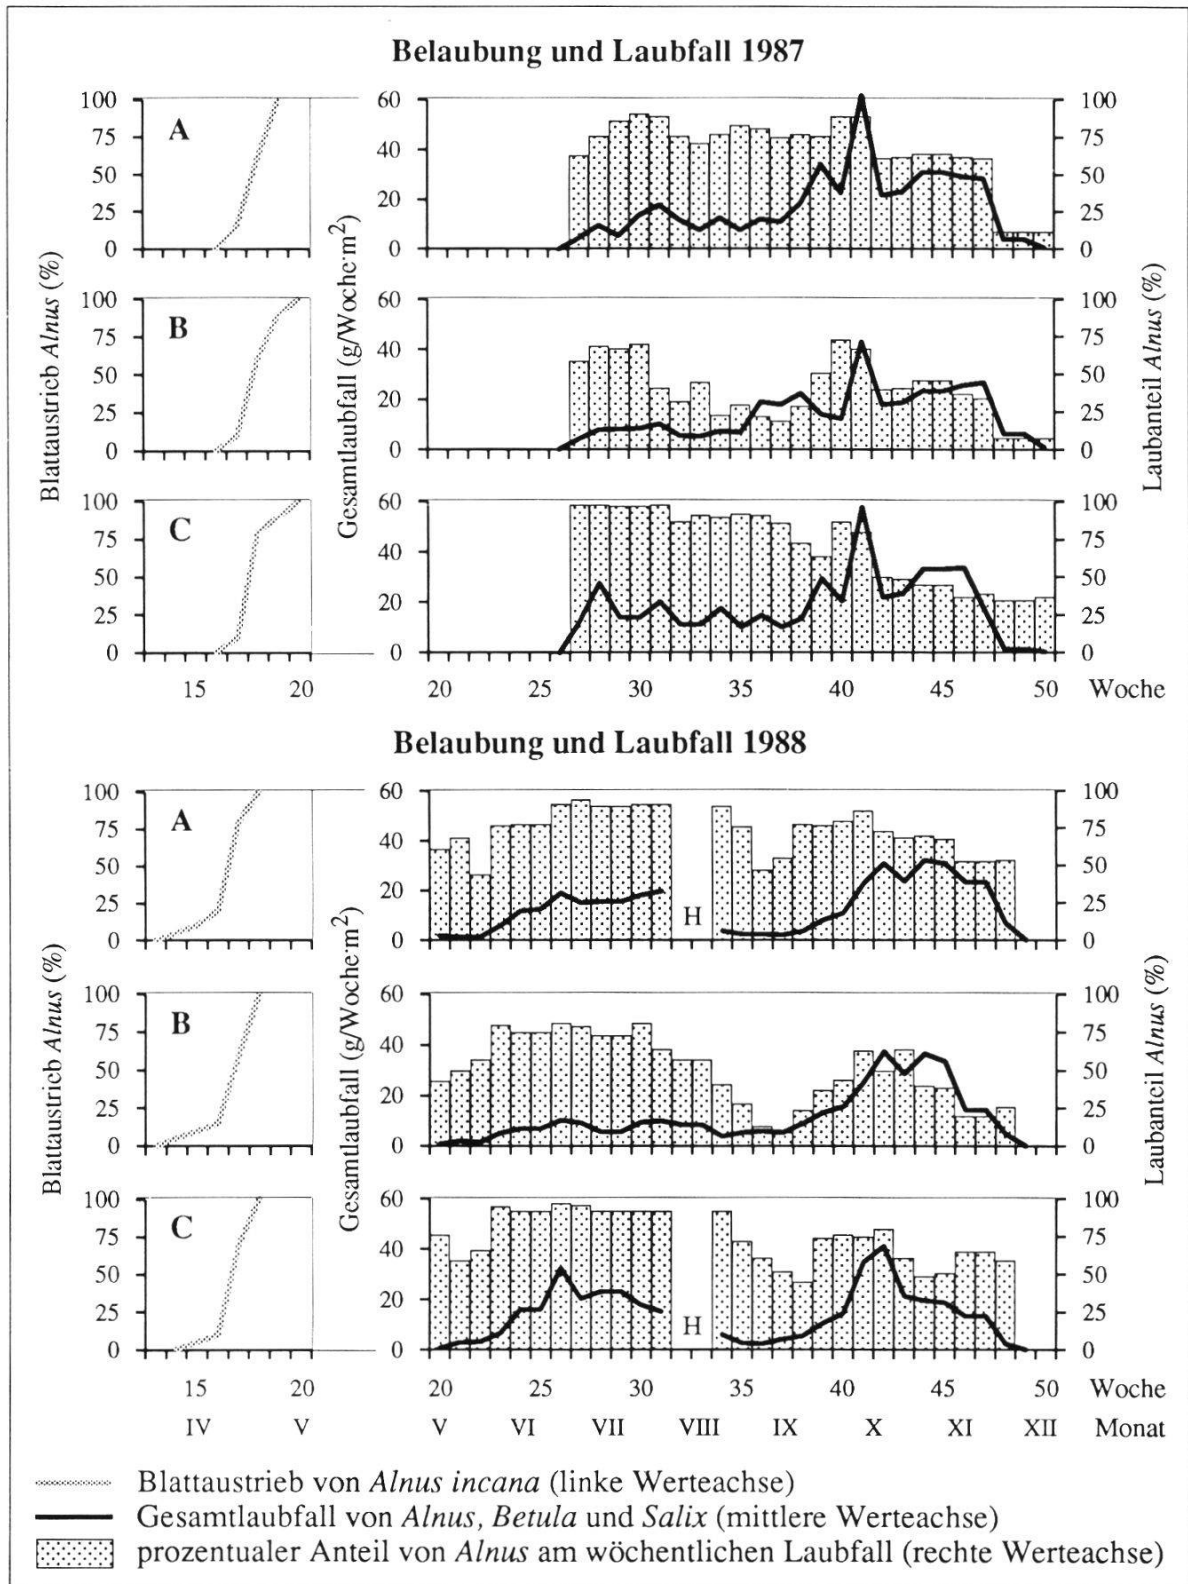 Belaubung und Laubfall 1987
Blattaustrieb Alnus (%)
Gesamtlaubfall (g/Woche·m²)
Laubanteil Alnus (%)
100 A 60 100
75 75
50 40 50
25 20 25
0 0 0
100 B 60 100
75 75
50 40 50
25 20 25
0 0 0
100 C 60 100
75 75
50 40 50
25 20 25
0 0 0
15 20 20 25 30 35 40 45 50 Woche
Belaubung und Laubfall 1988
Blattaustrieb Alnus (%)
Gesamtlaubfall (g/Woche·m²)
Laubanteil Alnus (%)
100 A 60 100
75 75
50 40 50
25 20 25
0 H 0 0
100 B 60 100
75 75
50 40 50
25 20 25
0 0 0
100 C 60 100
75 75
50 40 50
25 20 25
0 0 H 0
15 20 20 25 30 35 40 45 50 Woche
IV V V VI VII VIII IX X XI XII Monat
Blattaustrieb von Alnus incana (linke Werteachse)
Gesamtlaubfall von Alnus, Betula und Salix (mittlere Werteachse)
prozentualer Anteil von Alnus am wöchentlichen Laubfall (rechte Werteachse)